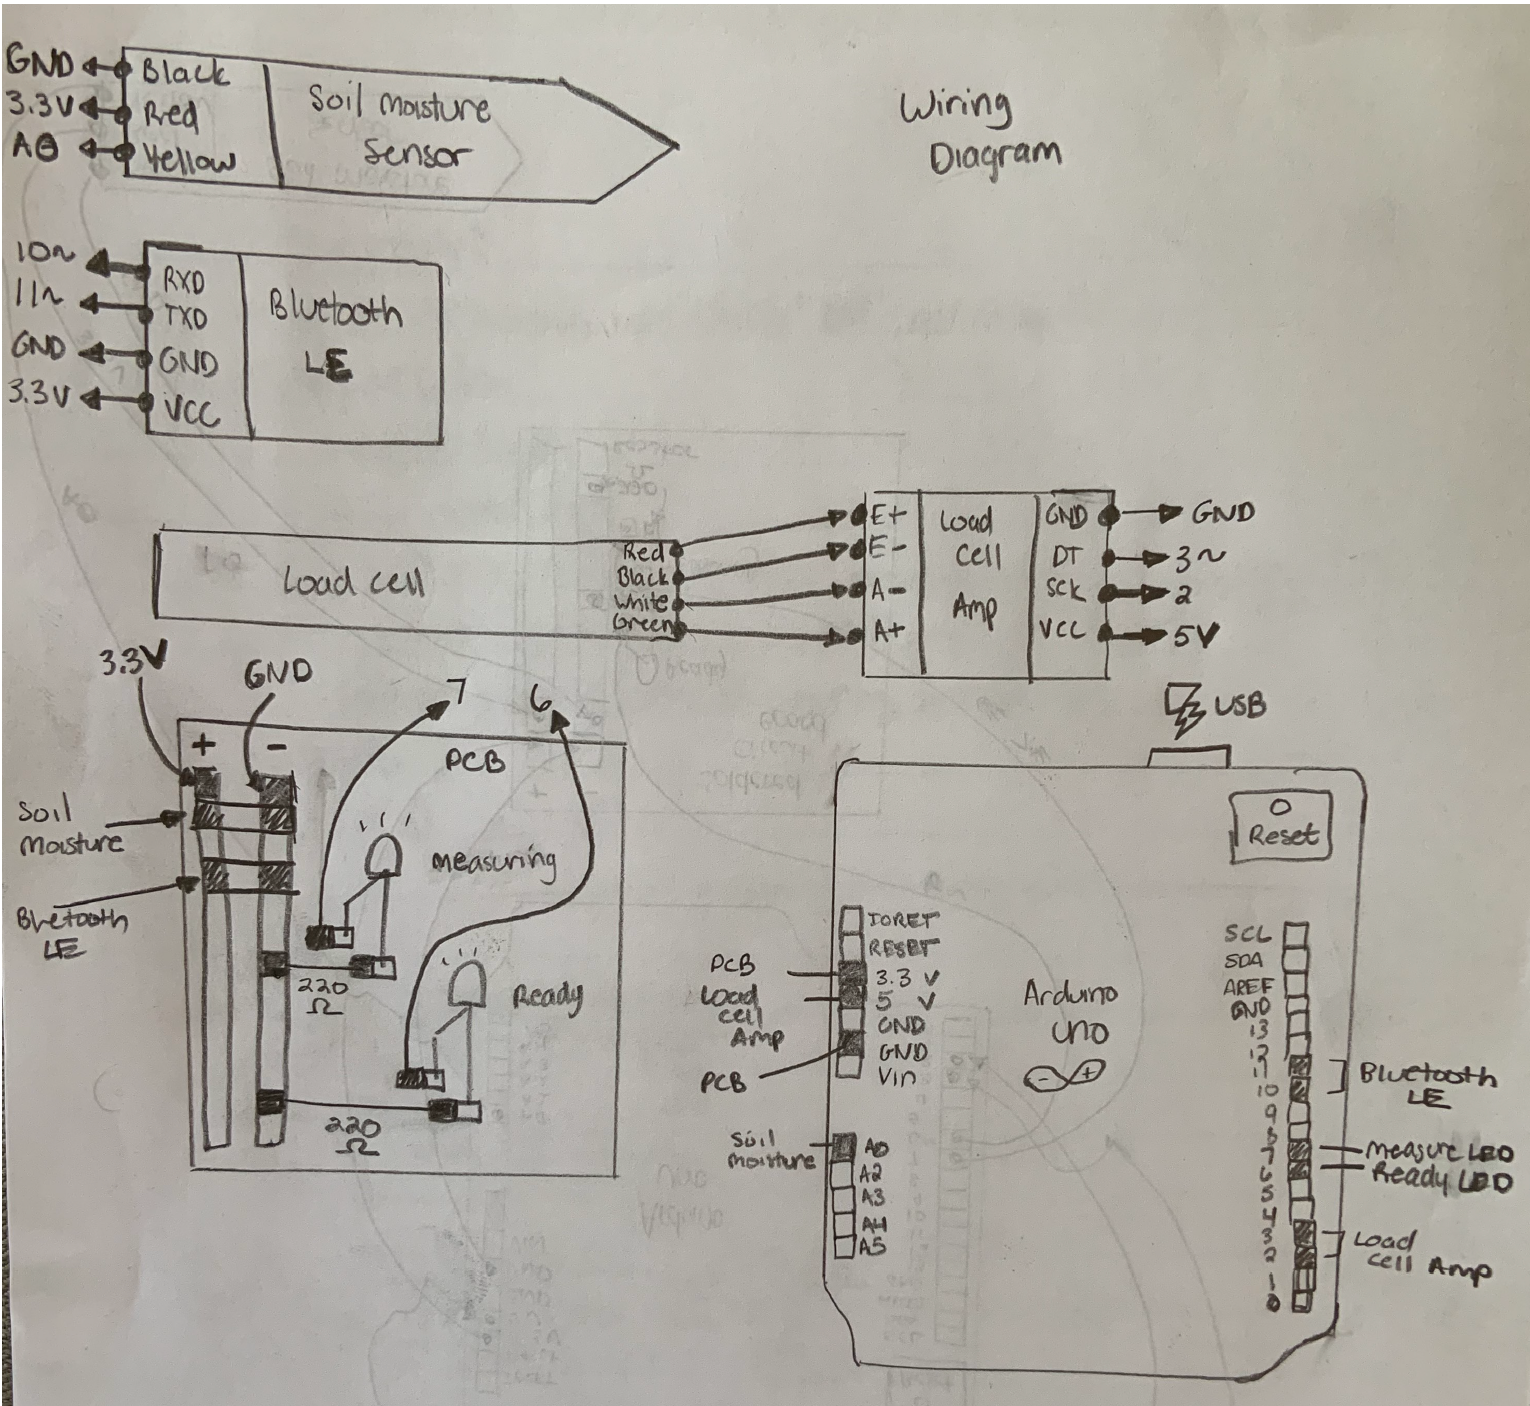 Wiring
Diagram
GND
3.3V
A0
Black
Red
Yellow
Soil Moisture
Sensor
10~
11~
GND
3.3V
RXD
TXD
GND
VCC
Bluetooth
LE
Load cell
Red
Black
White
Green
E+
E-
A-
A+
Load
Cell
Amp
GND
DT
SCK
VCC
GND
3~
2
5V
3.3V
GND
7
6
+
-
PCB
Soil
Moisture
Bluetooth
LE
Measuring
220
Ω
Ready
220
Ω
USB
Reset
IOREF
RESET
3.3 V
5 V
GND
GND
Vin
PCB
Load
cell
Amp
PCB
Soil
moisture
A0
A2
A3
A4
A5
Arduino
UNO
- +
SCL
SDA
AREF
GND
13
12
11
10
9
8
7
6
5
4
3
2
1
0
Bluetooth
LE
Measure LED
Ready LED
Load
cell Amp